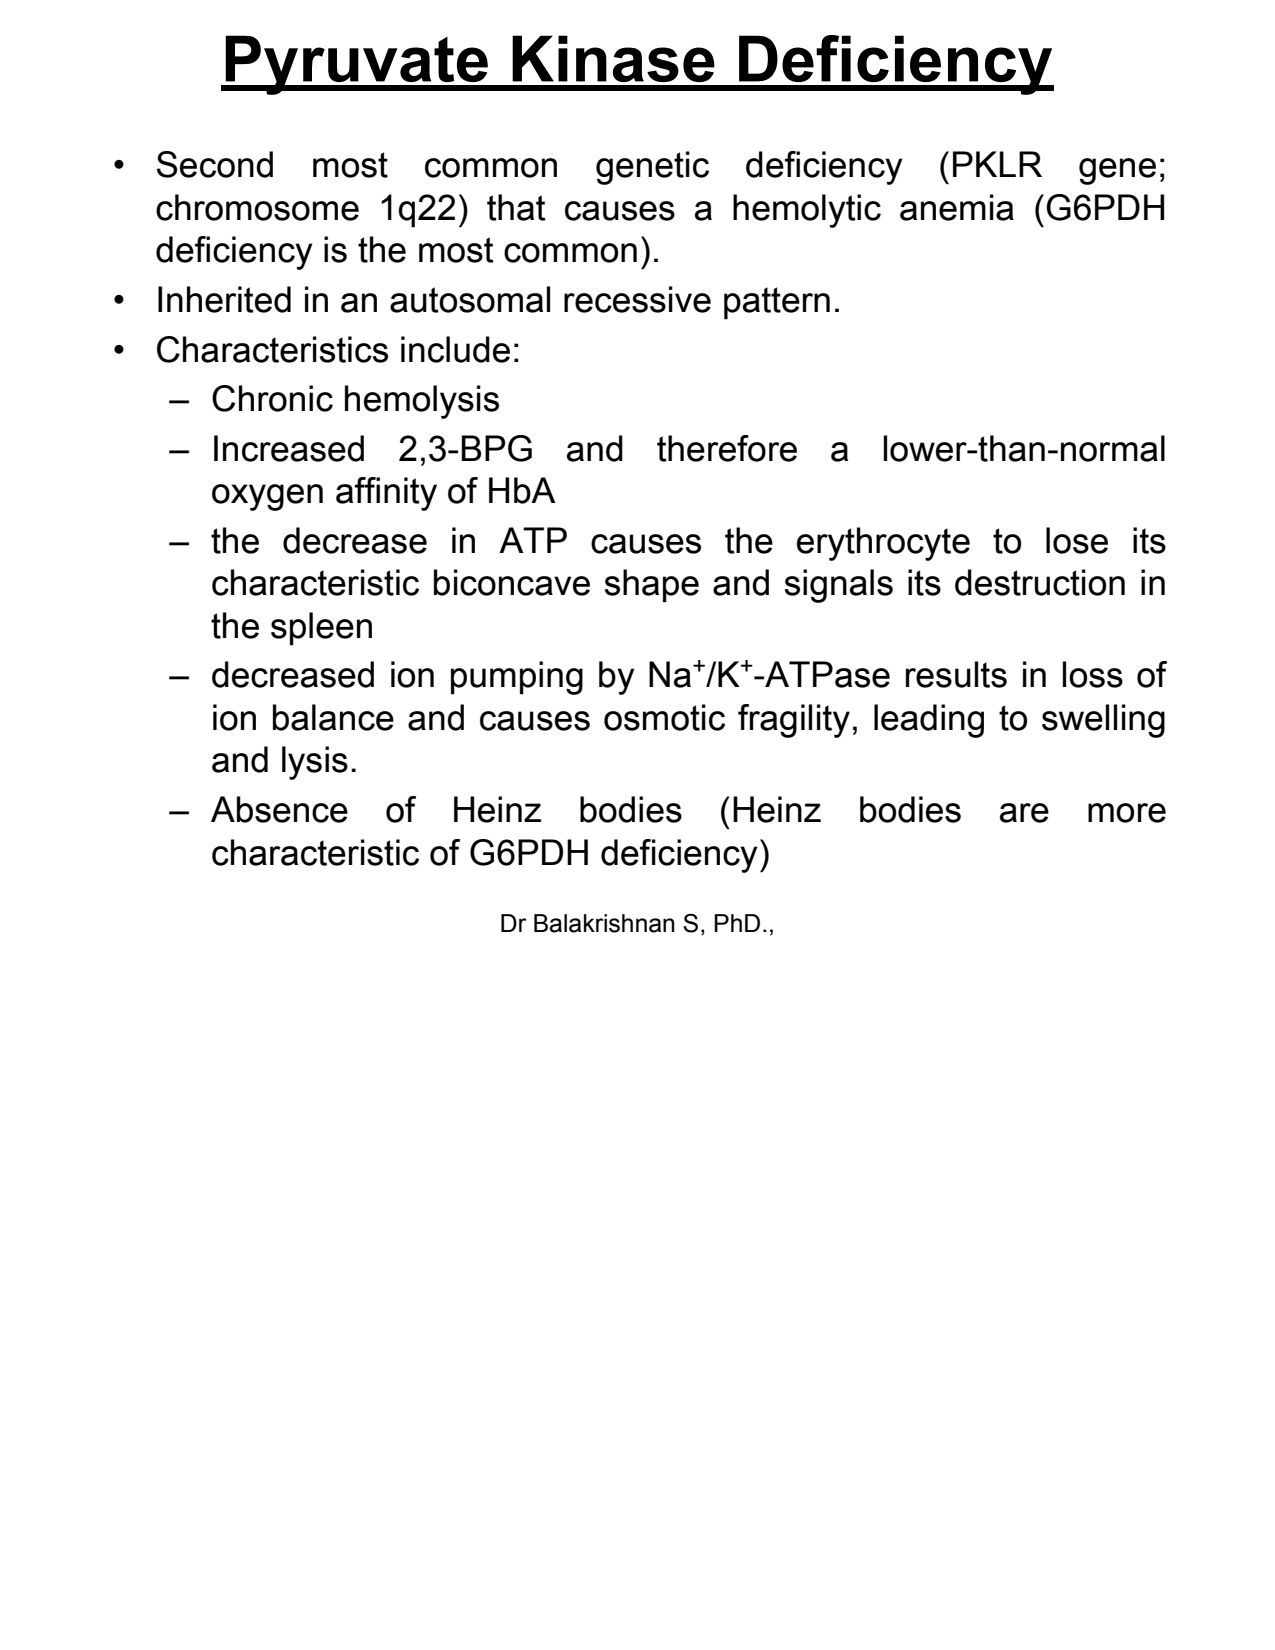 Pyruvate Kinase Deficiency
• Second most common genetic deficiency (PKLR gene;
chromosome 1q22) that causes a hemolytic anemia (G6PDH
deficiency is the most common).
• Inherited in an autosomal recessive pattern.
• Characteristics include:
– Chronic hemolysis
– Increased 2,3-BPG and therefore a lower-than-normal
oxygen affinity of HbA
– the decrease in ATP causes the erythrocyte to lose its
characteristic biconcave shape and signals its destruction in
the spleen
– decreased ion pumping by Na⁺/K⁺-ATPase results in loss of
ion balance and causes osmotic fragility, leading to swelling
and lysis.
– Absence of Heinz bodies (Heinz bodies are more
characteristic of G6PDH deficiency)
Dr Balakrishnan S, PhD.,